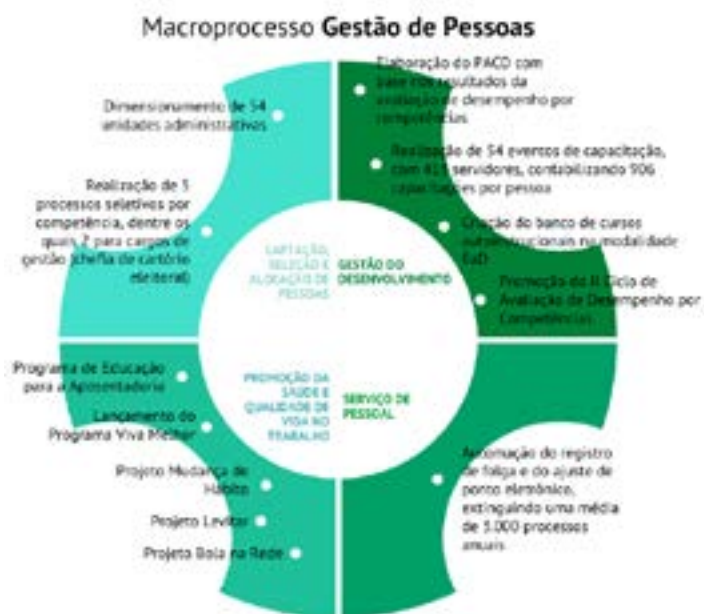 Macroprocesso Gestão de Pessoas
Dimensionamento de 54
unidades administrativas
Realização de 5
processos seletivos por
competência, dentre os
quais 2 para cargos de
gestão (chefia de cartório
eleitoral)
Elaboração do PACD com
base nos resultados da
avaliação de desempenho por
competências
Realização de 54 eventos de capacitação,
com servidores, contabilizando 906
capacitações por pessoa
Criação do banco de cursos
autoinstrucionais na modalidade
EaD
Promoção do II Ciclo de
Avaliação de Desempenho por
Competências
CAPTAÇÃO,
SELEÇÃO E
ALOCAÇÃO DE
PESSOAS
GESTÃO DO
DESENVOLVIMENTO
PROMOÇÃO DA
SAÚDE E
QUALIDADE DE
VIDA NO
TRABALHO
SERVIÇO DE
PESSOAL
Programa de Educação
para a Aposentadoria
Lançamento do
Programa Viva Melhor
Projeto Mudança de
Hábito
Projeto Levitar
Projeto Bola na Rede
Automação do registro
de folga e do ajuste de
ponto eletrônico,
extinguindo uma média
de 3.000 processos
anuais